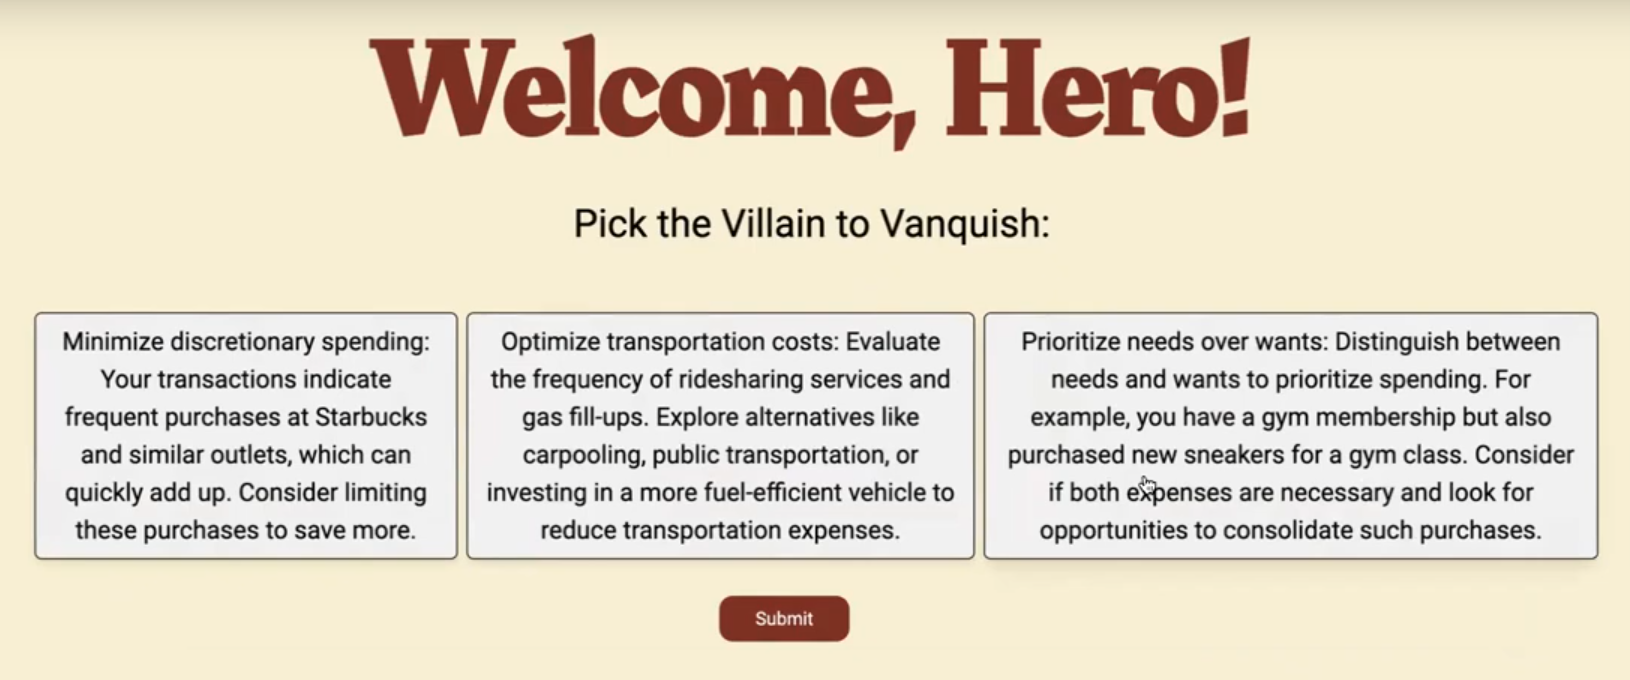 Welcome, Hero!
Pick the Villain to Vanquish:
Minimize discretionary spending:
Your transactions indicate
frequent purchases at Starbucks
and similar outlets, which can
quickly add up. Consider limiting
these purchases to save more.
Optimize transportation costs: Evaluate
the frequency of ridesharing services and
gas fill-ups. Explore alternatives like
carpooling, public transportation, or
investing in a more fuel-efficient vehicle to
reduce transportation expenses.
Prioritize needs over wants: Distinguish between
needs and wants to prioritize spending. For
example, you have a gym membership but also
purchased new sneakers for a gym class. Consider
if both expenses are necessary and look for
opportunities to consolidate such purchases.
Submit